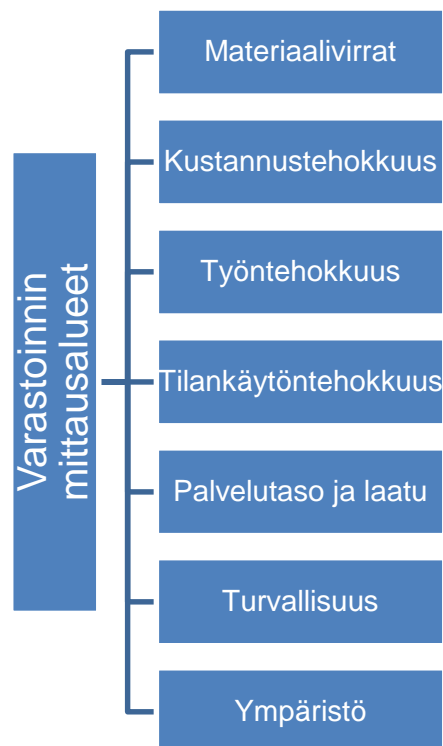 Varastoinnin
mittausalueet
Materiaalivirrat
Kustannustehokkuus
Työntehokkuus
Tilankäytöntehokkuus
Palvelutaso ja laatu
Turvallisuus
Ympäristö